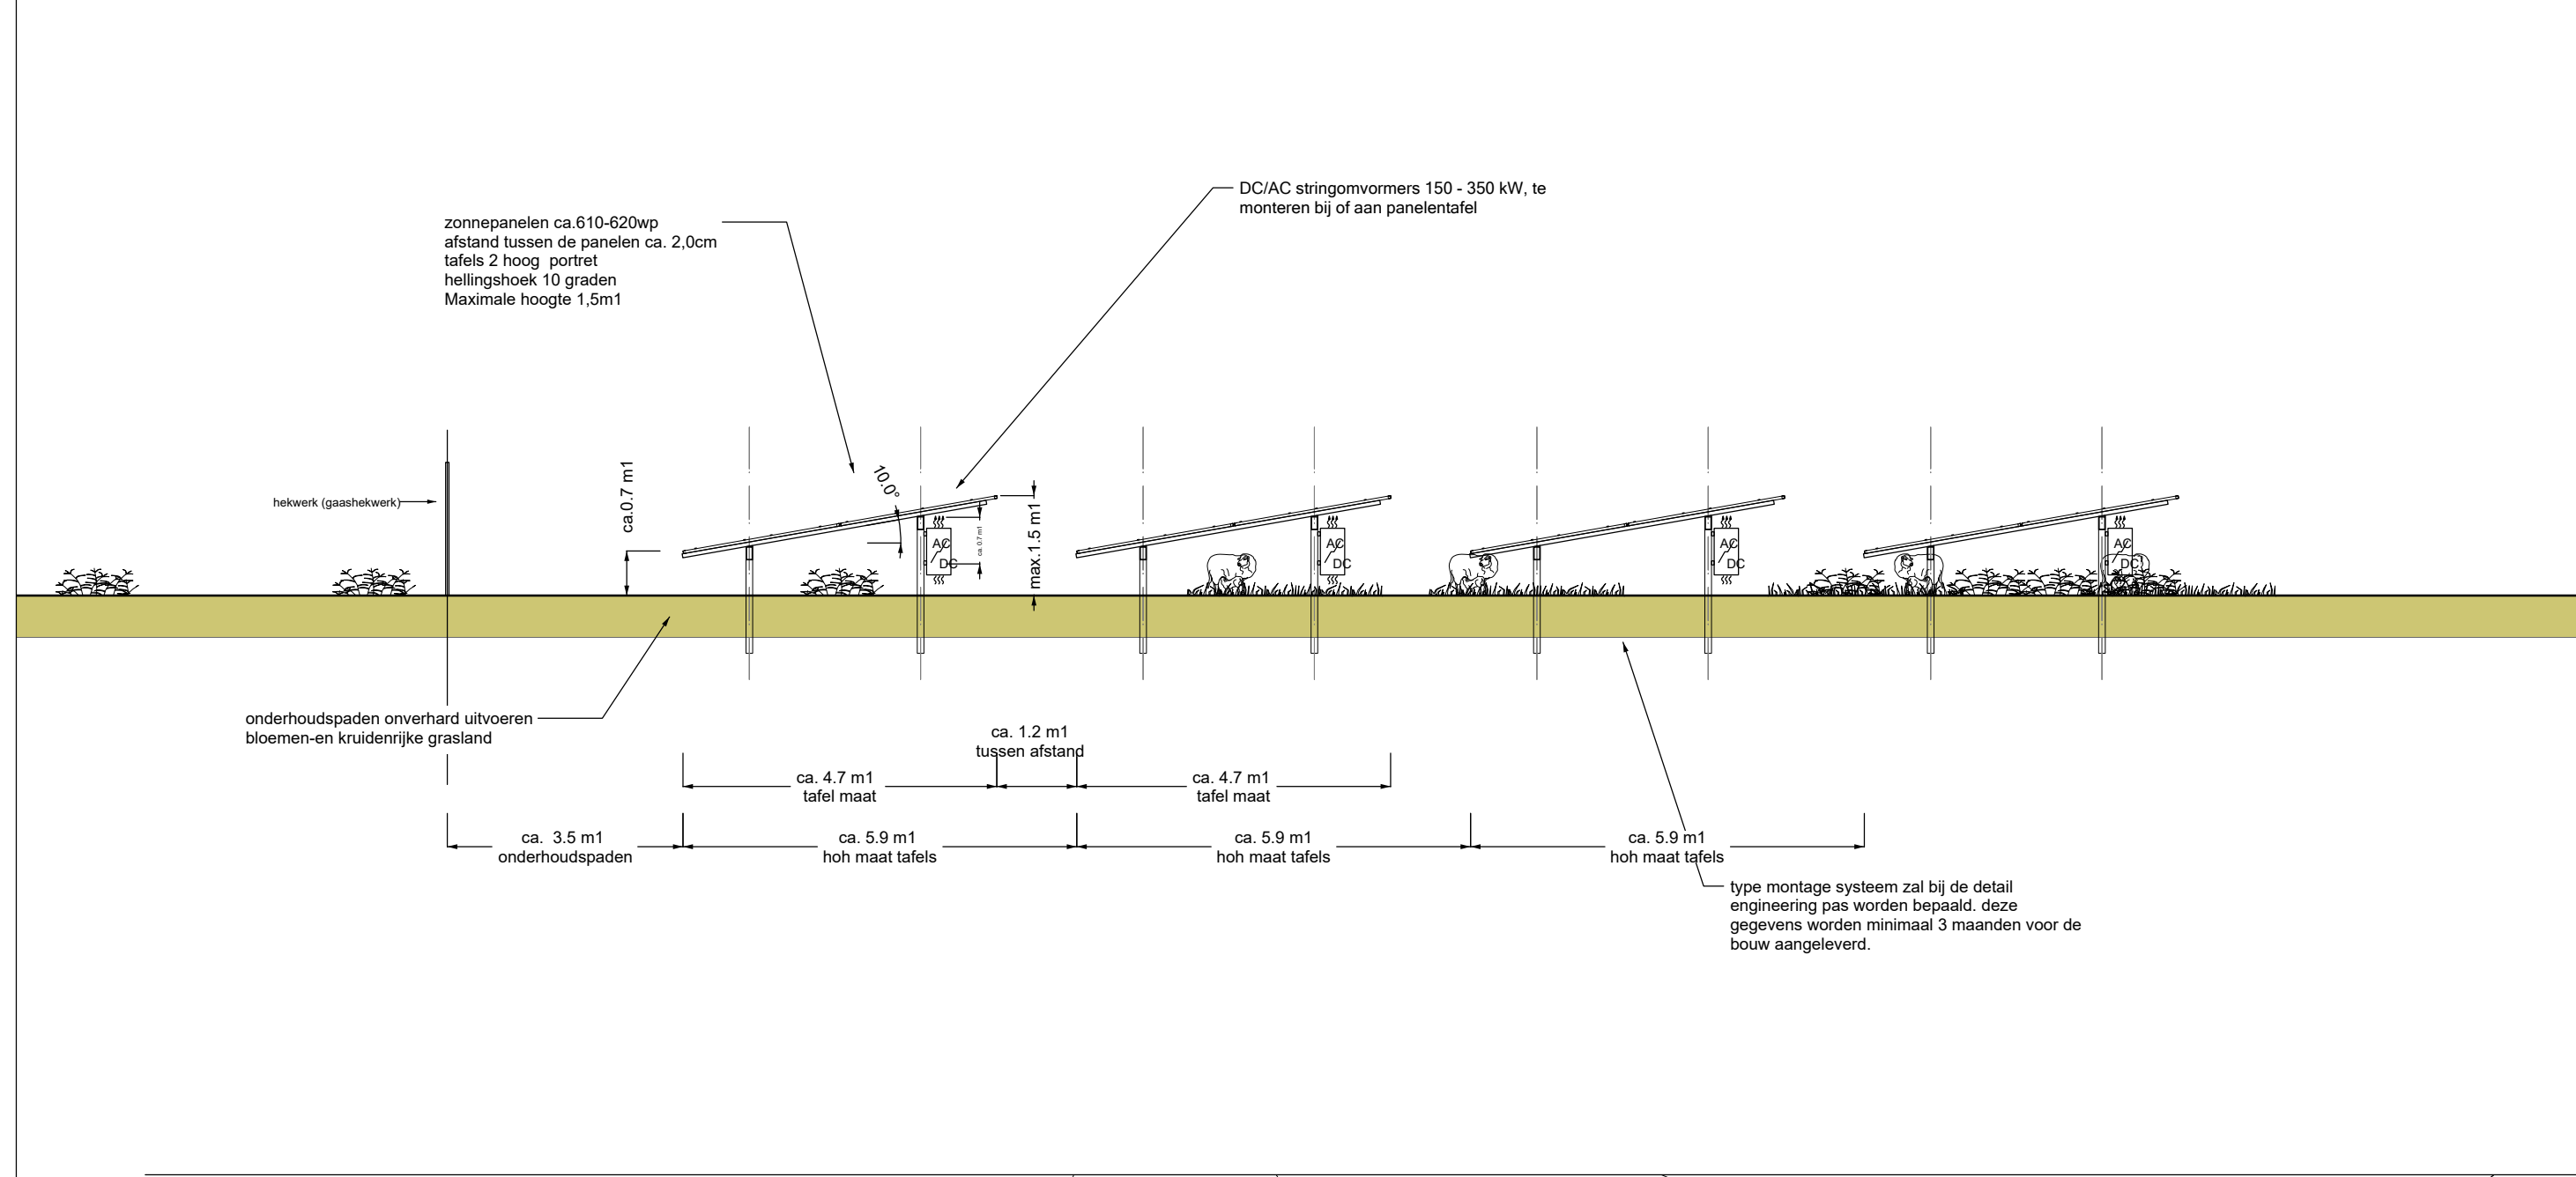 DC/AC stringomvormers 150 - 350 kW, te
monteren bij of aan panelentafel
zonnepanelen ca.610-620wp
afstand tussen de panelen ca. 2,0cm
tafels 2 hoog portret
hellingshoek 10 graden
Maximale hoogte 1,5m1
hekwerk (gaashekwerk)
ca.0.7 m1
10.0°
AC
DC
ca. 0.7 m1
max.1.5 m1
AC
DC
AC
DC
AC
DC
onderhoudspaden onverhard uitvoeren
bloemen-en kruidenrijke grasland
ca. 1.2 m1
tussen afstand
ca. 4.7 m1
tafel maat
ca. 4.7 m1
tafel maat
ca. 3.5 m1
onderhoudspaden
ca. 5.9 m1
hoh maat tafels
ca. 5.9 m1
hoh maat tafels
ca. 5.9 m1
hoh maat tafels
type montage systeem zal bij de detail
engineering pas worden bepaald. deze
gegevens worden minimaal 3 maanden voor de
bouw aangeleverd.